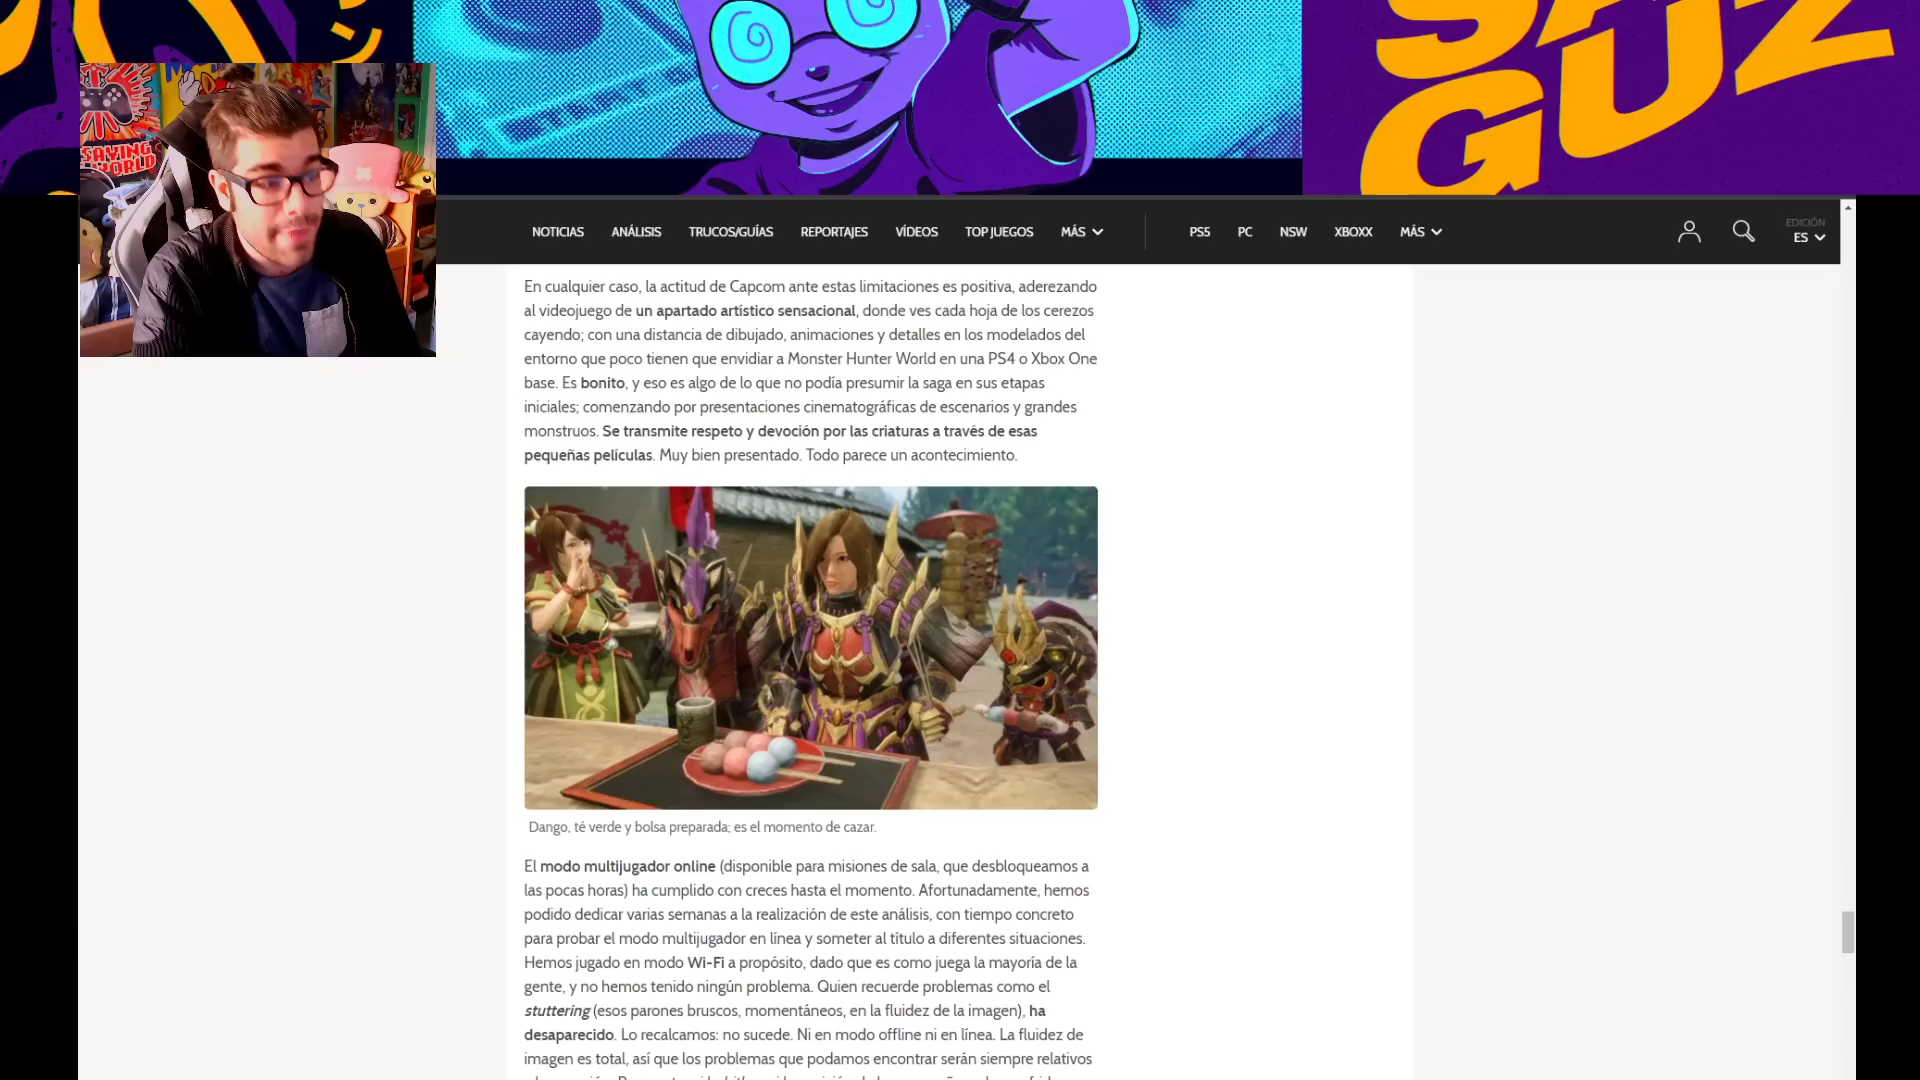 GUZ
SAVING
WORLD
NOTICIAS ANÁLISIS TRUCOS/GUÍAS REPORTAJES VÍDEOS TOP JUEGOS MÁS PS5 PC NSW XBOXX MÁS EDICIÓN
ES
En cualquier caso, la actitud de Capcom ante estas limitaciones es positiva, aderezando
al videojuego de un apartado artístico sensacional, donde ves cada hoja de los cerezos
cayendo; con una distancia de dibujado, animaciones y detalles en los modelados del
entorno que poco tienen que envidiar a Monster Hunter World en una PS4 o Xbox One
base. Es bonito, y eso es algo de lo que no podía presumir la saga en sus etapas
iniciales; comenzando por presentaciones cinematográficas de escenarios y grandes
monstruos. Se transmite respeto y devoción por las criaturas a través de esas
pequeñas películas. Muy bien presentado. Todo parece un acontecimiento.
Dango, té verde y bolsa preparada; es el momento de cazar.
El modo multijugador online (disponible para misiones de sala, que desbloqueamos a
las pocas horas) ha cumplido con creces hasta el momento. Afortunadamente, hemos
podido dedicar varias semanas a la realización de este análisis, con tiempo concreto
para probar el modo multijugador en línea y someter al título a diferentes situaciones.
Hemos jugado en modo Wi-Fi a propósito, dado que es como juega la mayoría de la
gente, y no hemos tenido ningún problema. Quien recuerde problemas como el
stuttering (esos parones bruscos, momentáneos, en la fluidez de la imagen), ha
desaparecido. Lo recalcamos: no sucede. Ni en modo offline ni en línea. La fluidez de
imagen es total, así que los problemas que podamos encontrar serán siempre relativos